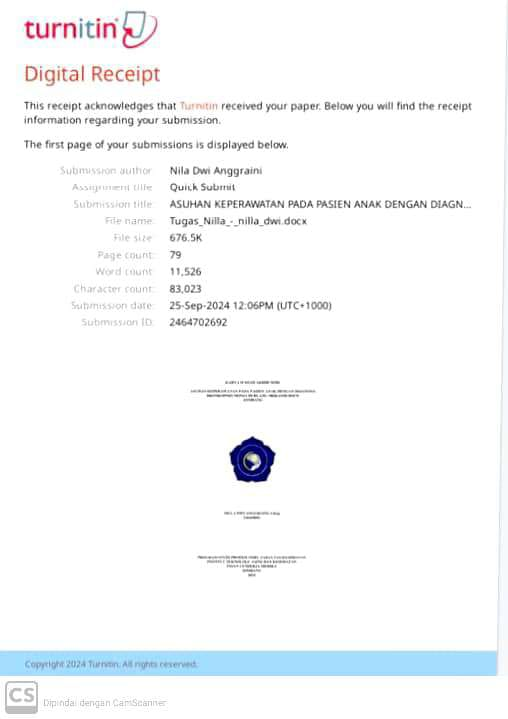 turnitin
Digital Receipt
This receipt acknowledges that Turnitin received your paper. Below you will find the receipt
information regarding your submission.
The first page of your submissions is displayed below.
Submission author: Nila Dwi Anggraini
Assignment title: Quick Submit
Submission title: ASUHAN KEPERAWATAN PADA PASIEN ANAK DENGAN DIAGN...
File name: Tugas_Nilla_-_nilla_dwi.docx
File size: 676.5K
Page count: 79
Word count: 11,526
Character count: 83,023
Submission date: 25-Sep-2024 12:06PM (UTC+1000)
Submission ID: 2464702692
Copyright 2024 Turnitin. All rights reserved.
CS Dipindai dengan CamScanner